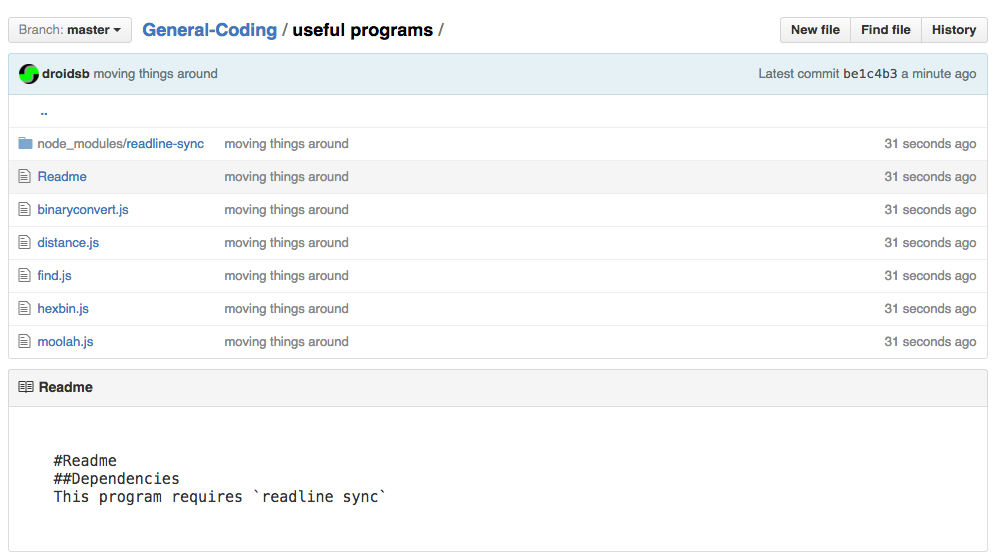 Branch: master General-Coding / useful programs / New file Find file History
droidsb moving things around Latest commit be1c4b3 a minute ago
..
node_modules/readline-sync moving things around 31 seconds ago
Readme moving things around 31 seconds ago
binaryconvert.js moving things around 31 seconds ago
distance.js moving things around 31 seconds ago
find.js moving things around 31 seconds ago
hexbin.js moving things around 31 seconds ago
moolah.js moving things around 31 seconds ago
Readme
#Readme
##Dependencies
This program requires `readline sync`